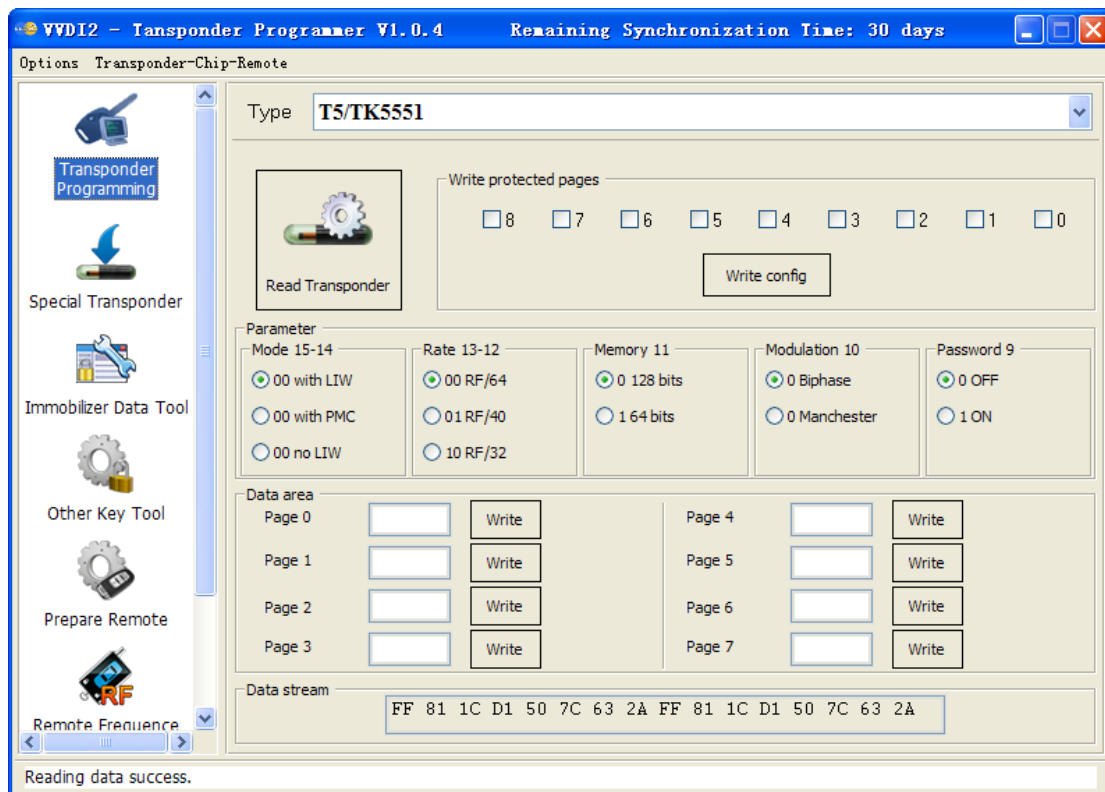 VVDI2 - Tansponder Programmer V1.0.4 Remaining Synchronization Time: 30 days
Options Transponder-Chip-Remote
Transponder
Programming
Special Transponder
Immobilizer Data Tool
Other Key Tool
Prepare Remote
RF
Remote Frequence
Type T5/TK5551
Read Transponder
Write protected pages
8 7 6 5 4 3 2 1 0
Write config
Parameter
Mode 15-14 Rate 13-12 Memory 11 Modulation 10 Password 9
00 with LIW 00 RF/64 0 128 bits 0 Biphase 0 OFF
00 with PMC 01 RF/40 1 64 bits 0 Manchester 1 ON
00 no LIW 10 RF/32
Data area
Page 0 Write Page 4 Write
Page 1 Write Page 5 Write
Page 2 Write Page 6 Write
Page 3 Write Page 7 Write
Data stream
FF 81 1C D1 50 7C 63 2A FF 81 1C D1 50 7C 63 2A
Reading data success.